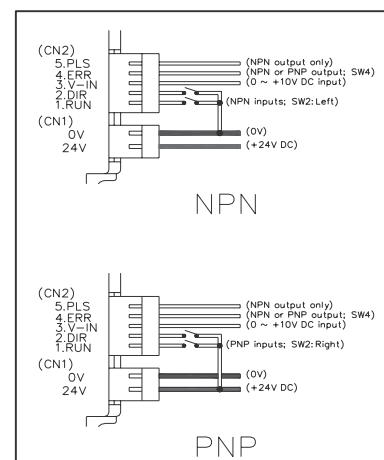 (CN2)
5.PLS (NPN output only)
4.ERR (NPN or PNP output; SW4)
3.V-IN (0 ~ +10V DC input)
2.DIR
1.RUN (NPN inputs; SW2:Left)
(CN1)
0V (0V)
24V (+24V DC)
NPN
(CN2)
5.PLS (NPN output only)
4.ERR (NPN or PNP output; SW4)
3.V-IN (0 ~ +10V DC input)
2.DIR
1.RUN (PNP inputs; SW2:Right)
(CN1)
0V (0V)
24V (+24V DC)
PNP